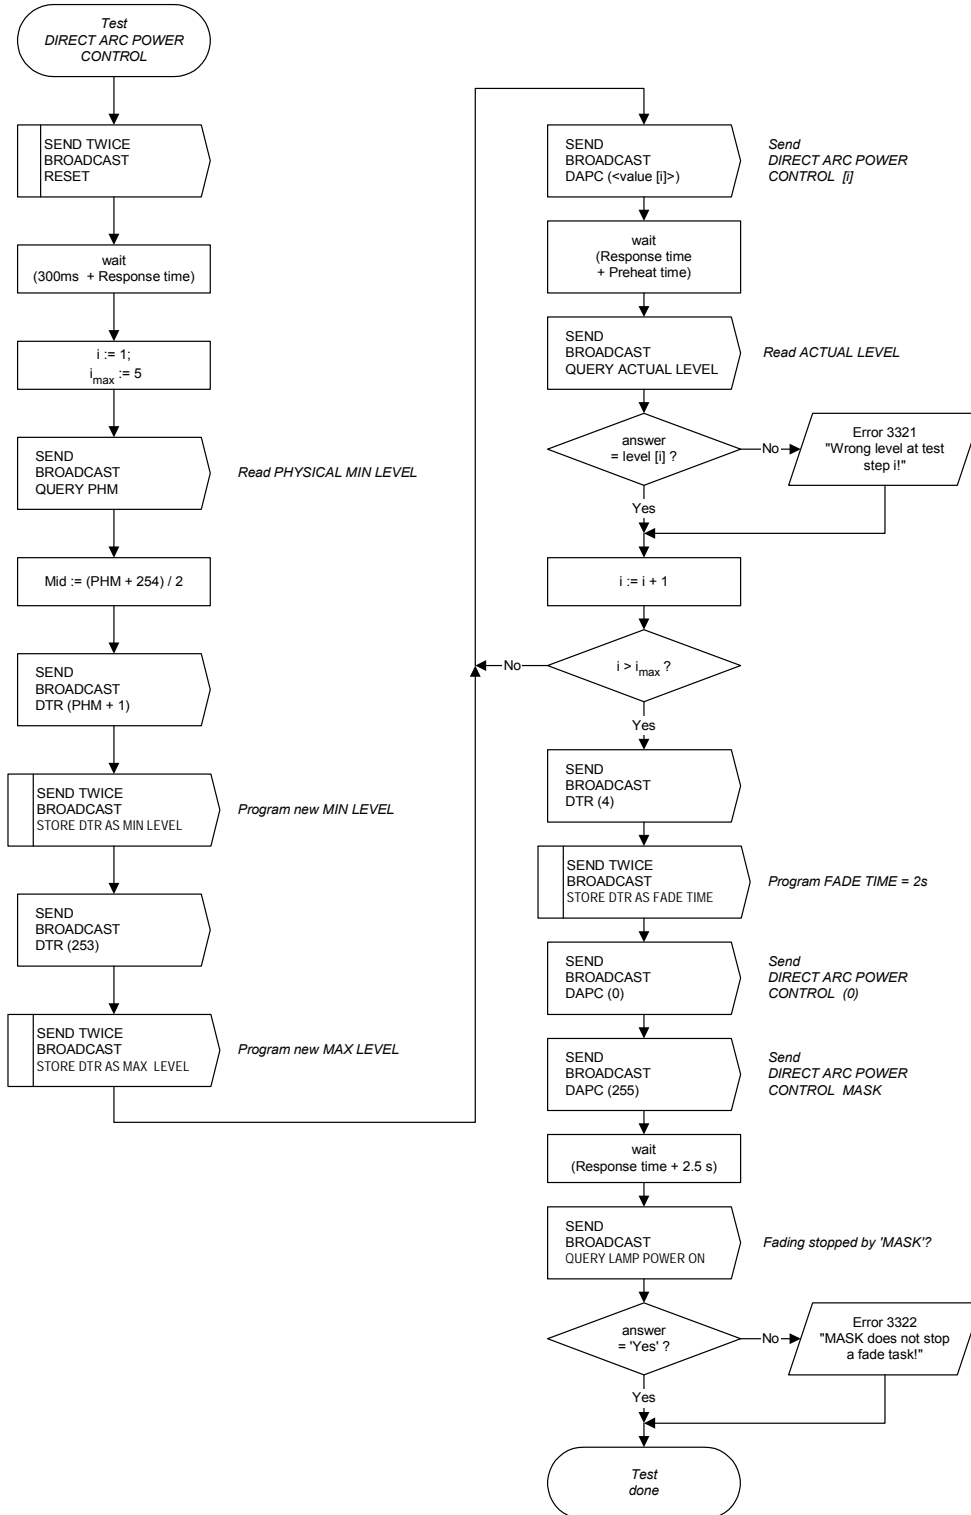 Test
DIRECT ARC POWER
CONTROL
SEND TWICE
BROADCAST
RESET
wait
(300ms + Response time)
i := 1;
imax := 5
SEND
BROADCAST
QUERY PHM
Read PHYSICAL MIN LEVEL
Mid := (PHM + 254) / 2
SEND
BROADCAST
DTR (PHM + 1)
SEND TWICE
BROADCAST
STORE DTR AS MIN LEVEL
Program new MIN LEVEL
SEND
BROADCAST
DTR (253)
SEND TWICE
BROADCAST
STORE DTR AS MAX LEVEL
Program new MAX LEVEL
SEND
BROADCAST
DAPC (<value [i]>)
Send
DIRECT ARC POWER
CONTROL [i]
wait
(Response time
+ Preheat time)
SEND
BROADCAST
QUERY ACTUAL LEVEL
Read ACTUAL LEVEL
answer
= level [i] ?
No
Error 3321
"Wrong level at test
step i!"
Yes
i := i + 1
i > imax ?
No
Yes
SEND
BROADCAST
DTR (4)
SEND TWICE
BROADCAST
STORE DTR AS FADE TIME
Program FADE TIME = 2s
SEND
BROADCAST
DAPC (0)
Send
DIRECT ARC POWER
CONTROL (0)
SEND
BROADCAST
DAPC (255)
Send
DIRECT ARC POWER
CONTROL MASK
wait
(Response time + 2.5 s)
SEND
BROADCAST
QUERY LAMP POWER ON
Fading stopped by 'MASK'?
answer
= 'Yes' ?
No
Error 3322
"MASK does not stop
a fade task!"
Yes
Test
done